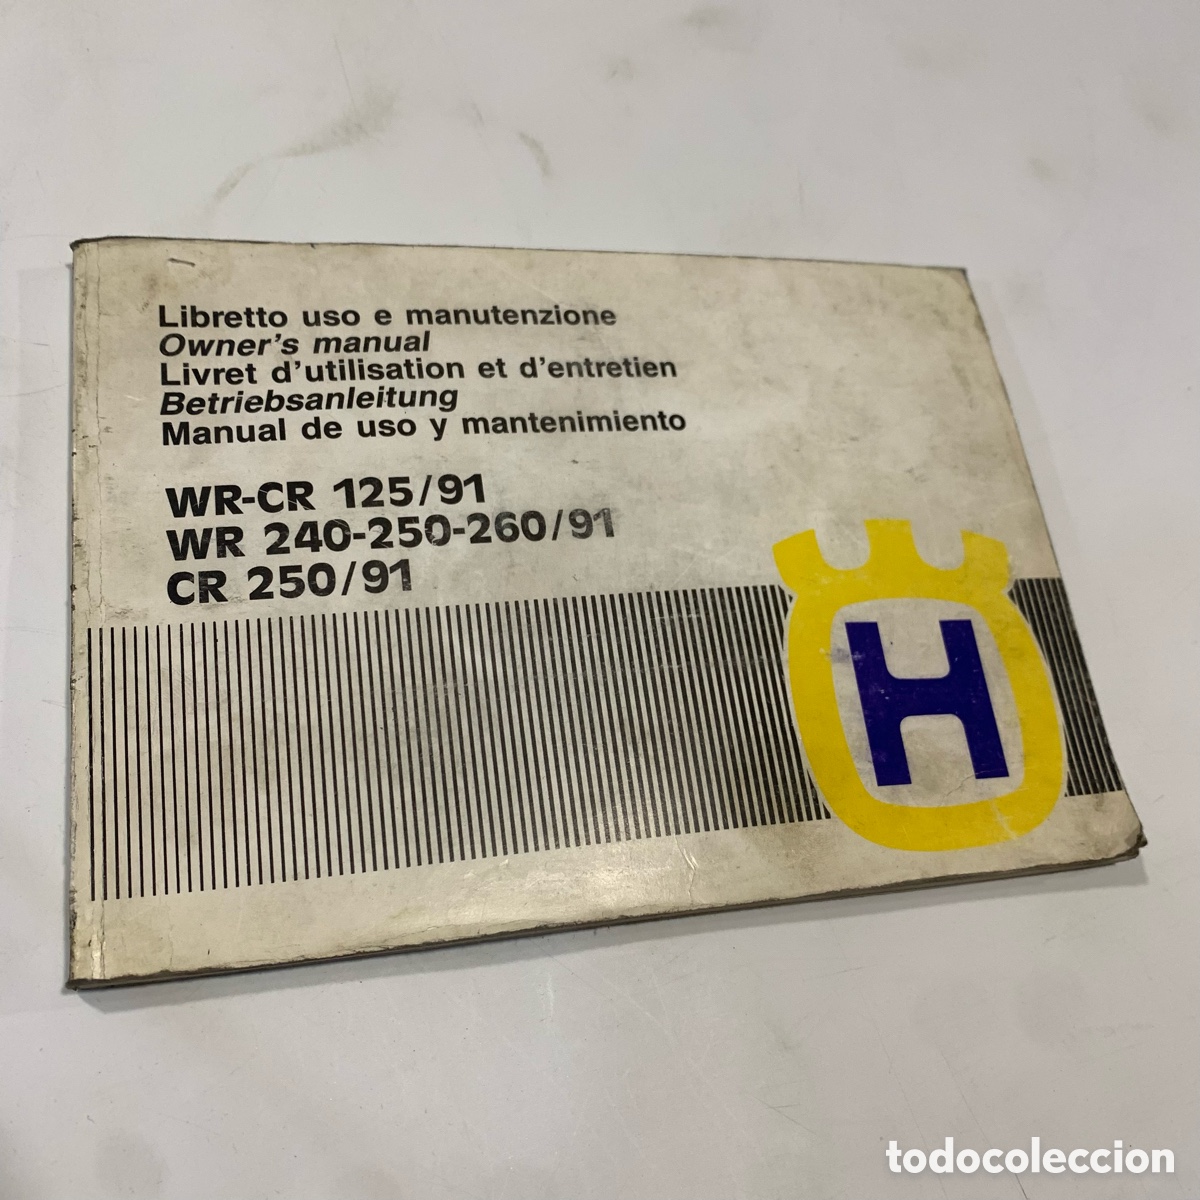 Libretto uso e manutenzione
Owner's manual
Livret d'utilisation et d'entretien
Betriebsanleitung
Manual de uso y mantenimiento
WR-CR 125/91
WR 240-250-260/91
CR 250/91
H
todocoleccion